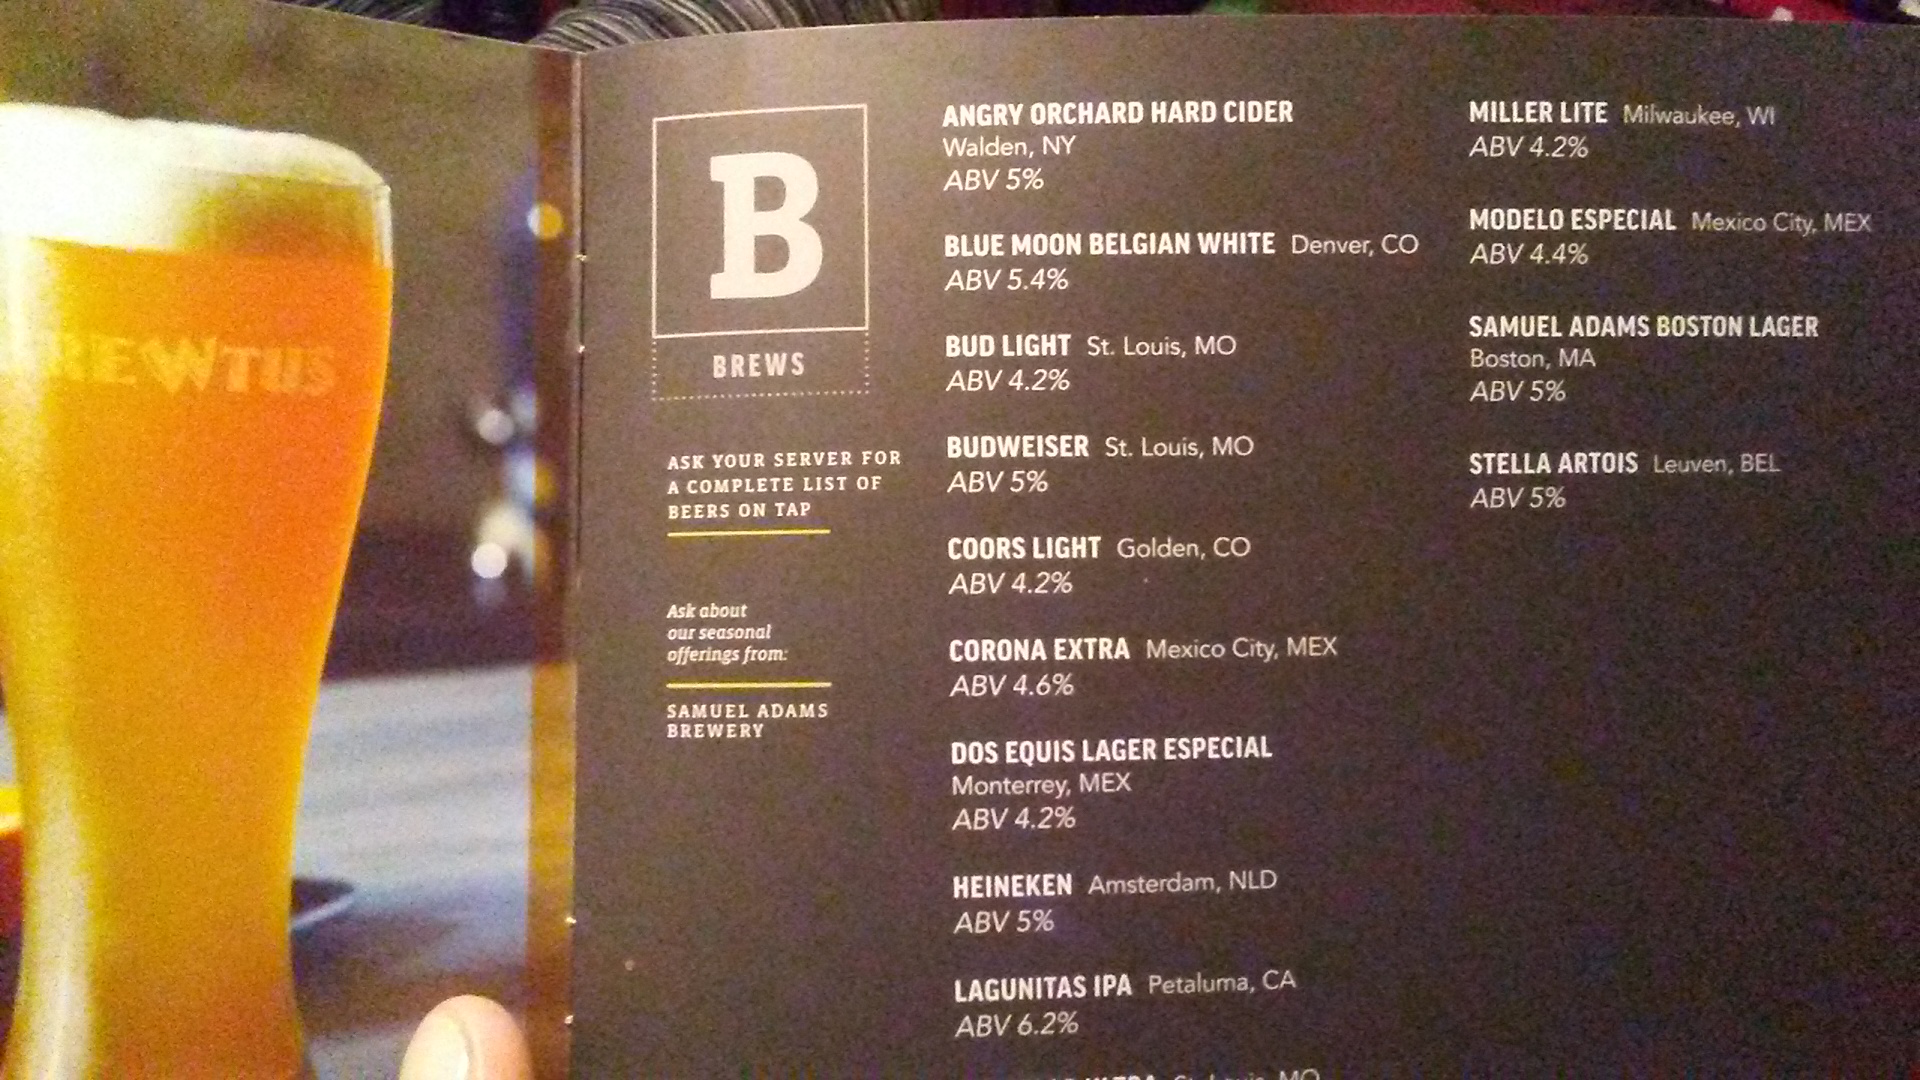 BREWTUS
B
BREWS
ASK YOUR SERVER FOR
A COMPLETE LIST OF
BEERS ON TAP
Ask about
our seasonal
offerings from:
SAMUEL ADAMS
BREWERY
ANGRY ORCHARD HARD CIDER
Walden, NY
ABV 5%
BLUE MOON BELGIAN WHITE Denver, CO
ABV 5.4%
BUD LIGHT St. Louis, MO
ABV 4.2%
BUDWEISER St. Louis, MO
ABV 5%
COORS LIGHT Golden, CO
ABV 4.2%
CORONA EXTRA Mexico City, MEX
ABV 4.6%
DOS EQUIS LAGER ESPECIAL
Monterrey, MEX
ABV 4.2%
HEINEKEN Amsterdam, NLD
ABV 5%
LAGUNITAS IPA Petaluma, CA
ABV 6.2%
ULTRA St. Louis, MO
MILLER LITE Milwaukee, WI
ABV 4.2%
MODELO ESPECIAL Mexico City, MEX
ABV 4.4%
SAMUEL ADAMS BOSTON LAGER
Boston, MA
ABV 5%
STELLA ARTOIS Leuven, BEL
ABV 5%